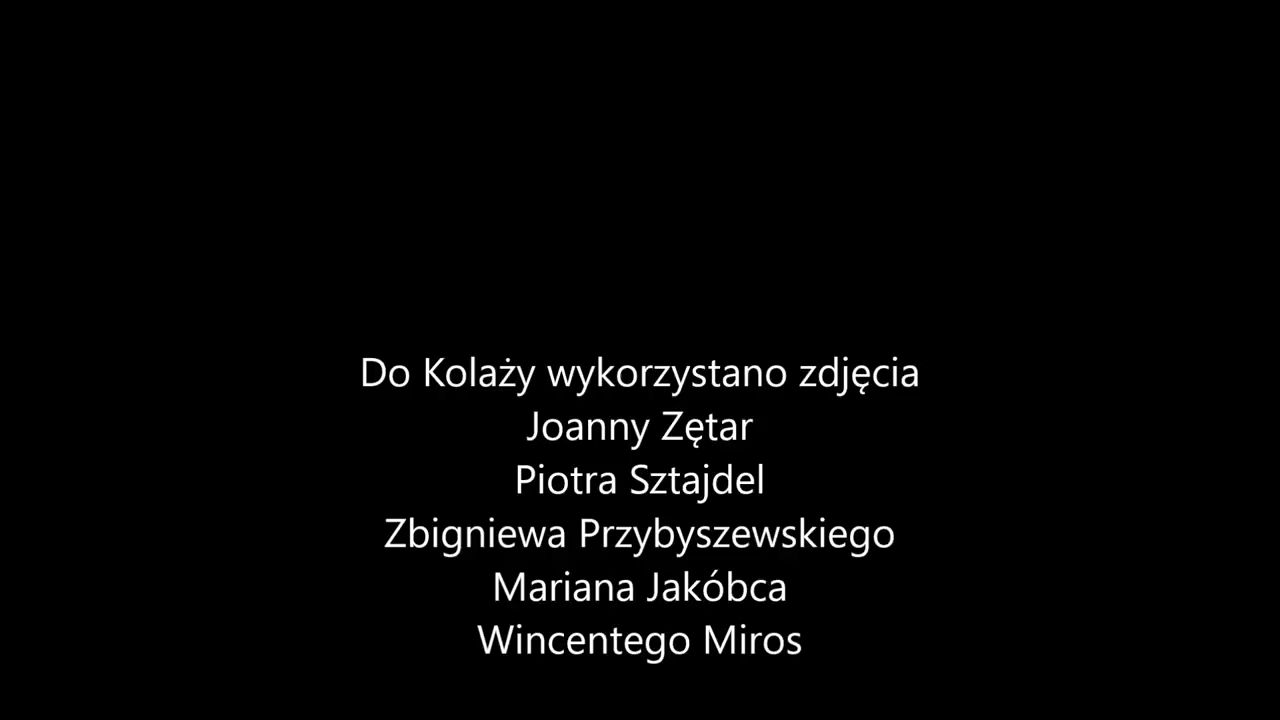 Do Kolaży wykorzystano zdjęcia
Joanny Zętar
Piotra Sztajdel
Zbigniewa Przybyszewskiego
Mariana Jakóbca
Wincentego Miros